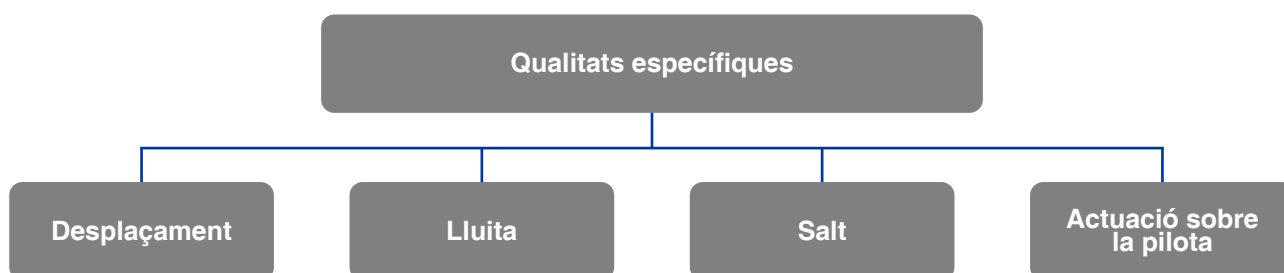 Qualitats específiques
Desplaçament
Lluita
Salt
Actuació sobre
la pilota